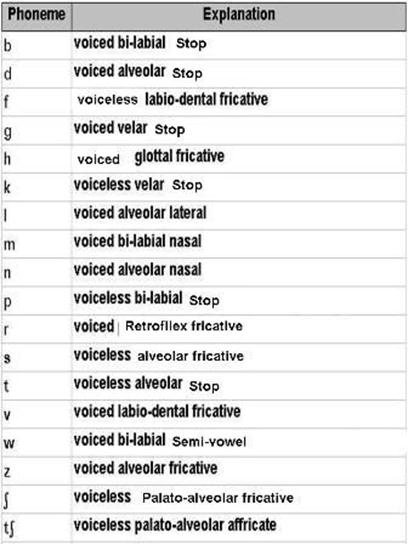 Phoneme Explanation
b voiced bi-labial Stop
d voiced alveolar Stop
f voiceless labio-dental fricative
g voiced velar Stop
h voiced glottal fricative
k voiceless velar Stop
l voiced alveolar lateral
m voiced bi-labial nasal
n voiced alveolar nasal
p voiceless bi-labial Stop
r voiced Retrofllex fricative
s voiceless alveolar fricative
t voiceless alveolar Stop
v voiced labio-dental fricative
w voiced bi-labial Semi-vowel
z voiced alveolar fricative
ʃ voiceless Palato-alveolar fricative
tʃ voiceless palato-alveolar affricate